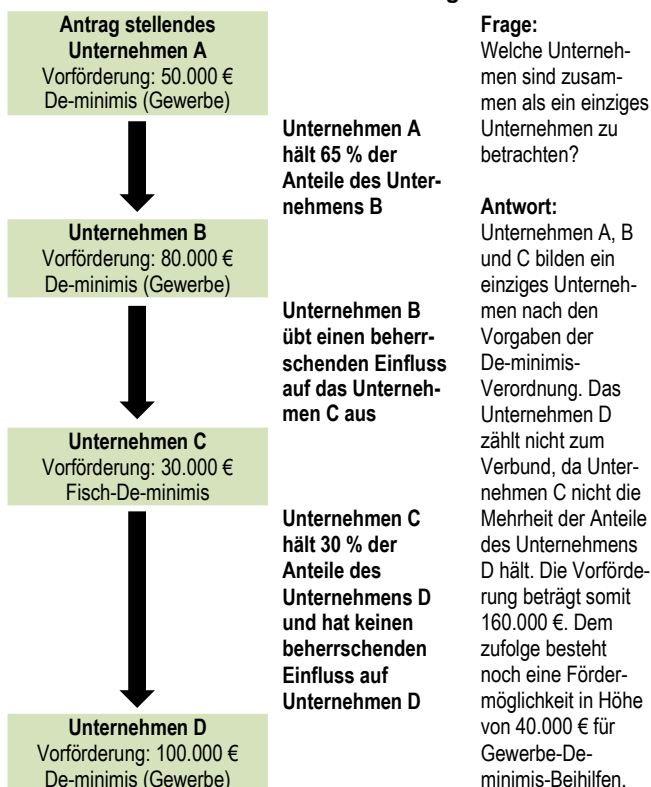 Antrag stellendes
Unternehmen A
Vorförderung: 50.000 €
De-minimis (Gewerbe)
Unternehmen A
hält 65 % der
Anteile des Unter-
nehmens B
Unternehmen B
Vorförderung: 80.000 €
De-minimis (Gewerbe)
Unternehmen B
übt einen beherr-
schenden Einfluss
auf das Unterneh-
men C aus
Unternehmen C
Vorförderung: 30.000 €
Fisch-De-minimis
Unternehmen C
hält 30 % der
Anteile des
Unternehmens D
und hat keinen
beherrschenden
Einfluss auf
Unternehmen D
Unternehmen D
Vorförderung: 100.000 €
De-minimis (Gewerbe)
Frage:
Welche Unterneh-
men sind zusam-
men als ein einziges
Unternehmen zu
betrachten?
Antwort:
Unternehmen A, B
und C bilden ein
einziges Unterneh-
men nach den
Vorgaben der
De-minimis-
Verordnung. Das
Unternehmen D
zählt nicht zum
Verbund, da Unter-
nehmen C nicht die
Mehrheit der Anteile
des Unternehmens
D hält. Die Vorförde-
rung beträgt somit
160.000 €. Dem
zufolge besteht
noch eine Förder-
möglichkeit in Höhe
von 40.000 € für
Gewerbe-De-
minimis-Beihilfen.